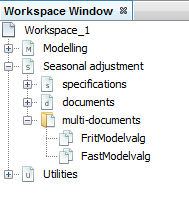 Workspace Window
Workspace_1
M Modelling
S Seasonal adjustment
s specifications
d documents
multi-documents
FritModelvalg
FastModelvalg
U Utilities